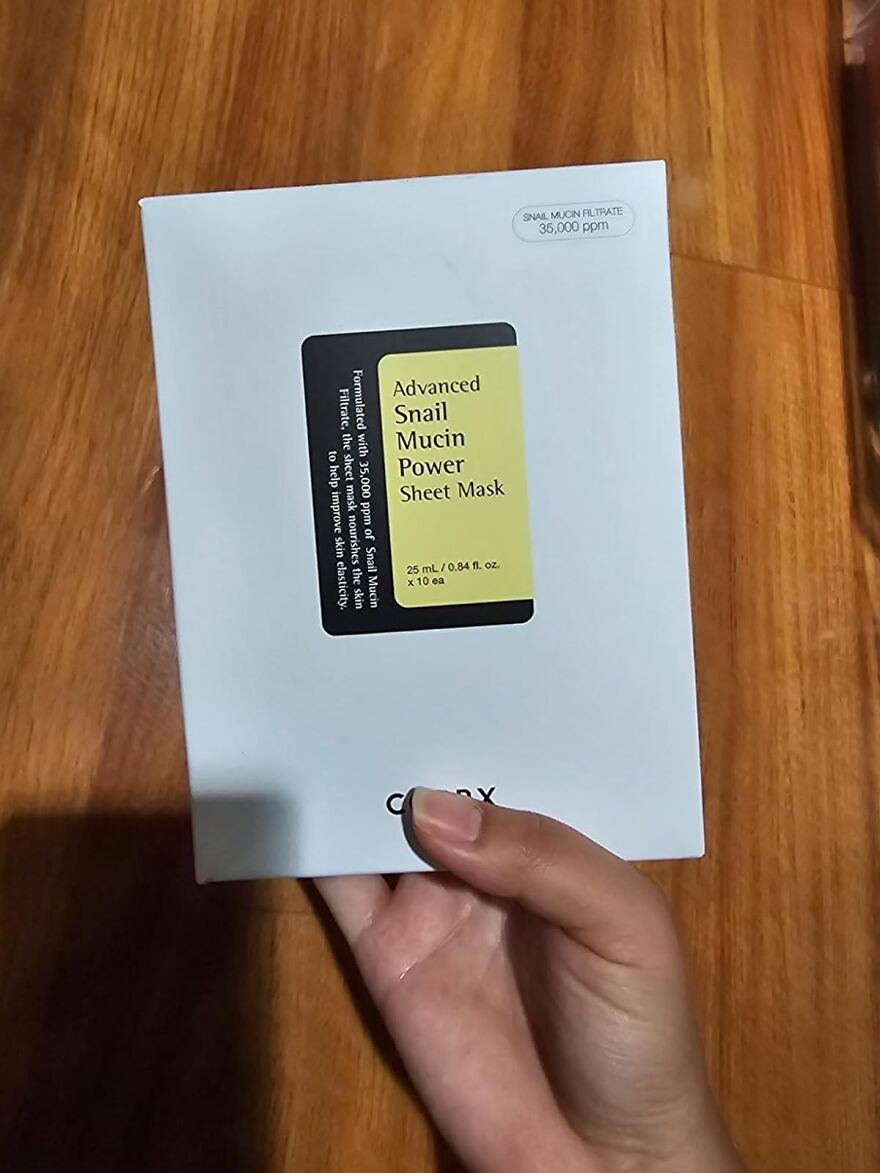 SNAIL MUCIN FILTRATE
35,000 ppm
Advanced
Snail
Mucin
Power
Sheet Mask
25 mL / 0.84 fl. oz.
x 10 ea
Formulated with 35,000 ppm of Snail Mucin
Filtrate, the sheet mask nourishes the skin
to help improve skin elasticity.